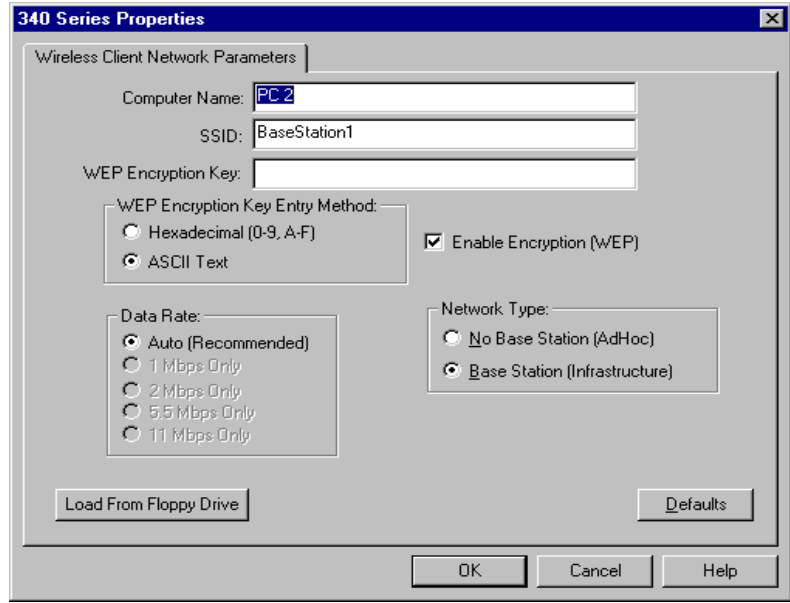 340 Series Properties
Wireless Client Network Parameters
Computer Name: PC 2
SSID: BaseStation1
WEP Encryption Key:
WEP Encryption Key Entry Method:
Hexadecimal (0-9, A-F)
ASCII Text
Enable Encryption (WEP)
Data Rate:
Auto (Recommended)
1 Mbps Only
2 Mbps Only
5.5 Mbps Only
11 Mbps Only
Network Type:
No Base Station (AdHoc)
Base Station (Infrastructure)
Load From Floppy Drive
Defaults
OK
Cancel
Help